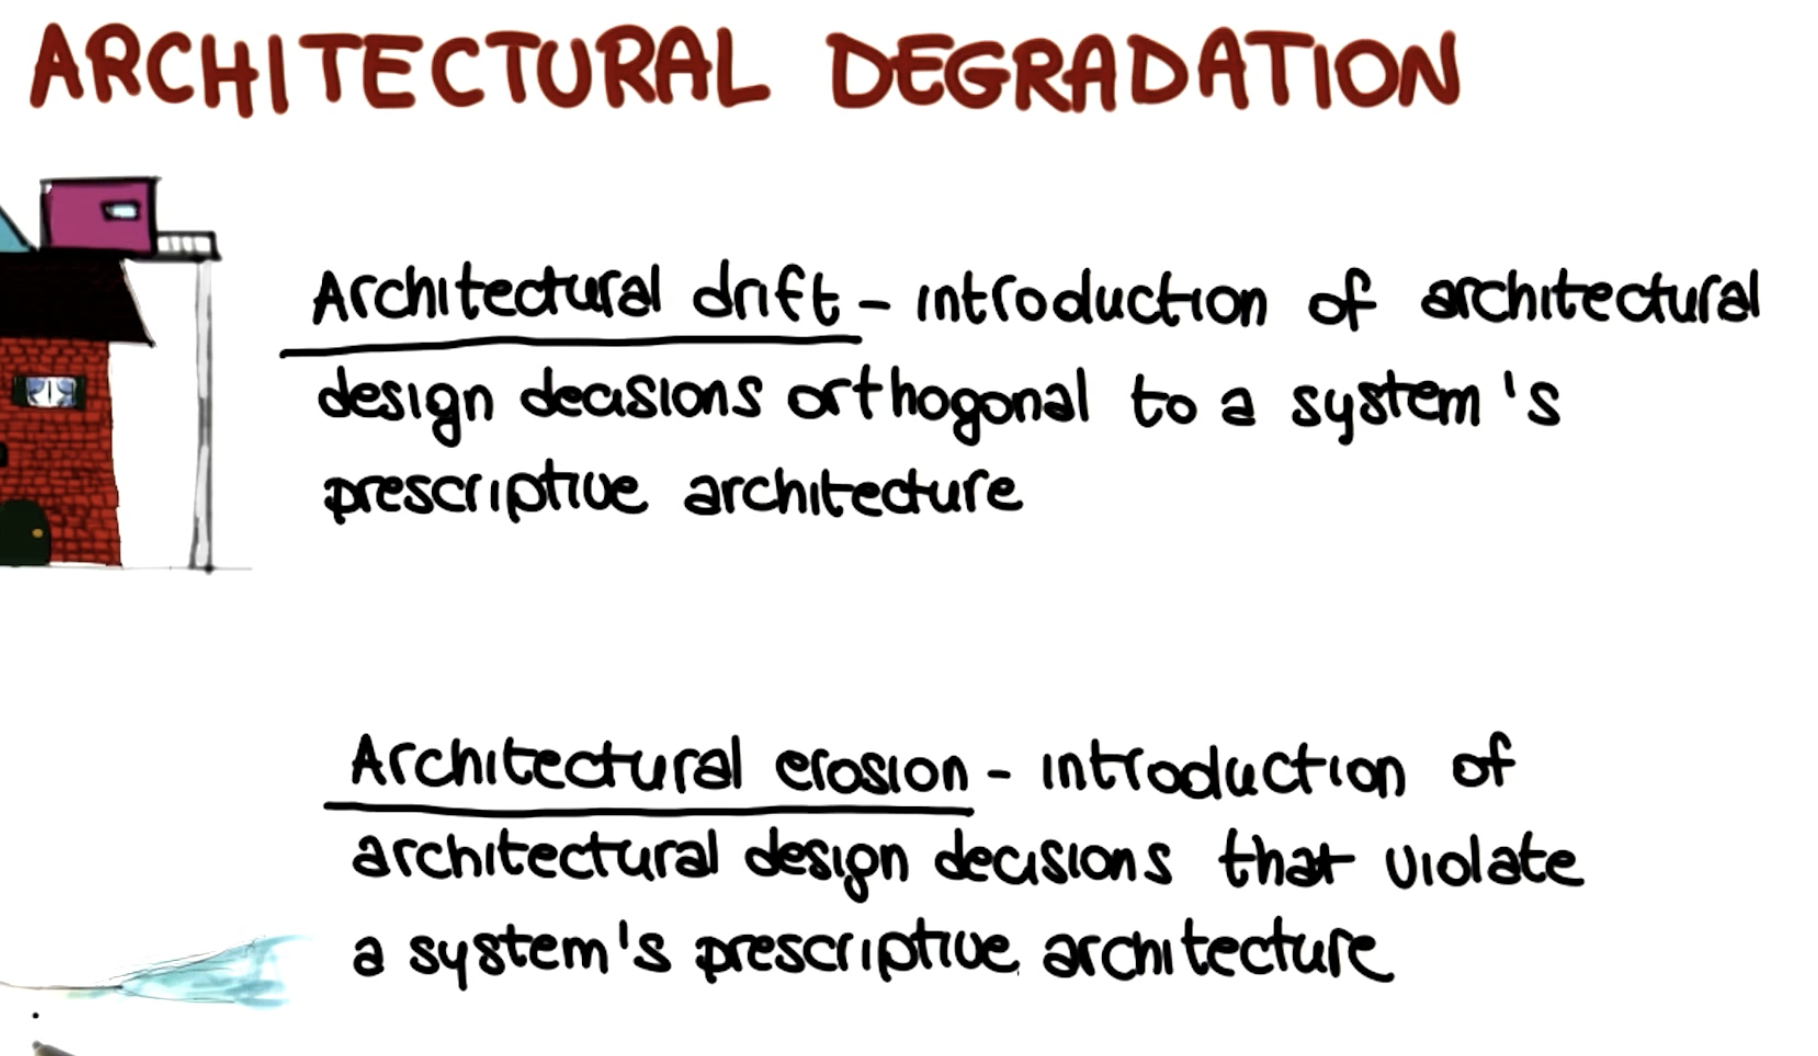 ARCHITECTURAL DEGRADATION
Architectural drift - introduction of architectural
design decisions orthogonal to a system's
prescriptive architecture
Architectural erosion - introduction of
architectural design decisions that violate
a system's prescriptive architecture